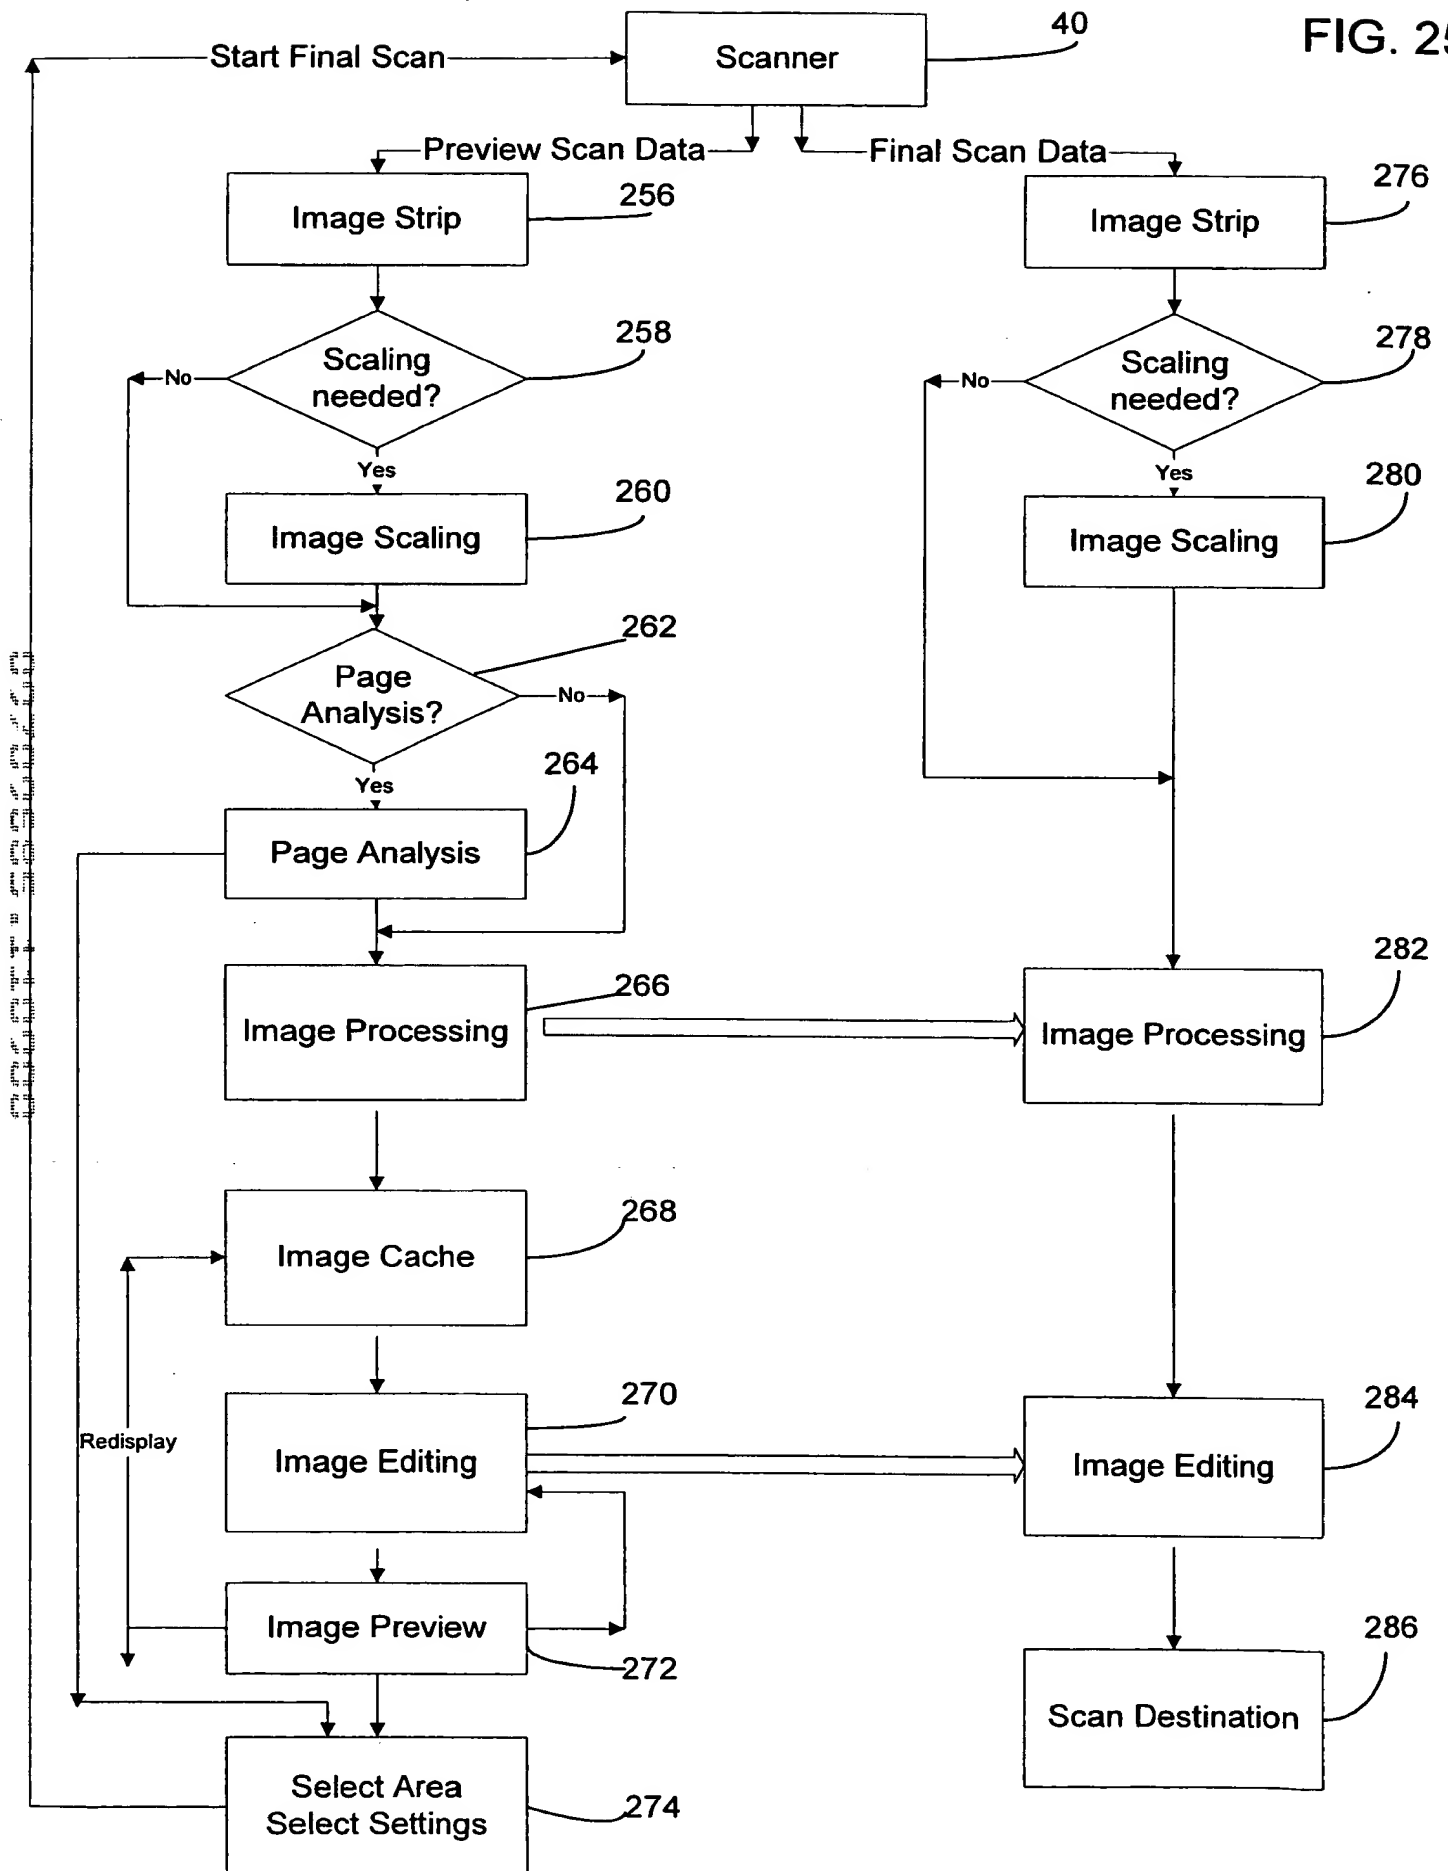 FIG. 25
40
Start Final Scan
Scanner
Preview Scan Data
Final Scan Data
256
Image Strip
276
Image Strip
258
Scaling
needed?
No
Yes
278
Scaling
needed?
No
Yes
260
Image Scaling
280
Image Scaling
262
Page
Analysis?
No
Yes
264
Page Analysis
266
Image Processing
282
Image Processing
268
Image Cache
270
Image Editing
284
Image Editing
Redisplay
Image Preview
272
286
Scan Destination
Select Area
Select Settings
274